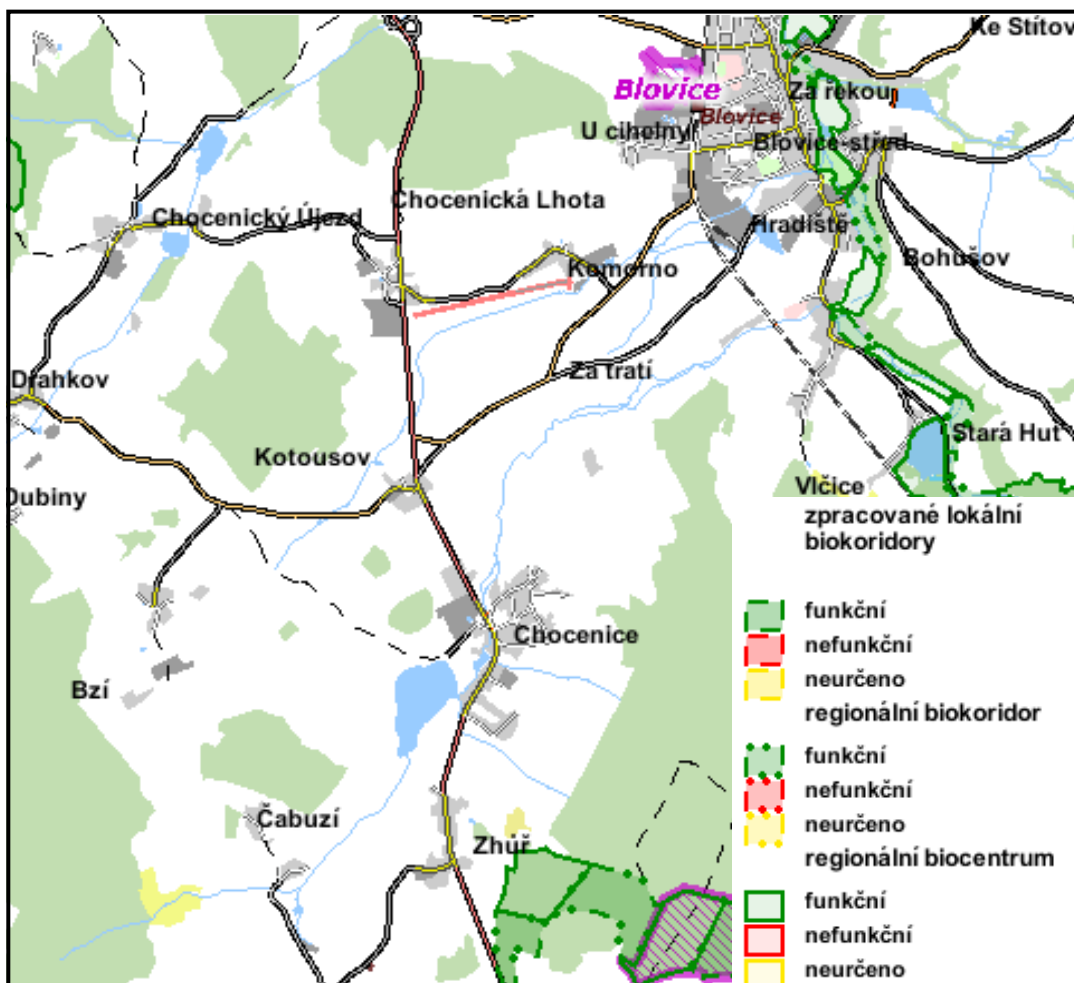 Ke Štítov
Blovice
Za řekou
Blovice
U cihelny
Blovice-střed
Chocenická Lhota
Chocenický Újezd
Hradiště
Komorno
Bohušov
Za tratí
Drahkov
Stará Huť
Kotousov
Vlčice
Dubiny
zpracované lokální
biokoridory
funkční
nefunkční
neurčeno
regionální biokoridor
funkční
nefunkční
neurčeno
regionální biocentrum
funkční
nefunkční
neurčeno
Chocenice
Bzí
Čabuzí
Zhůř